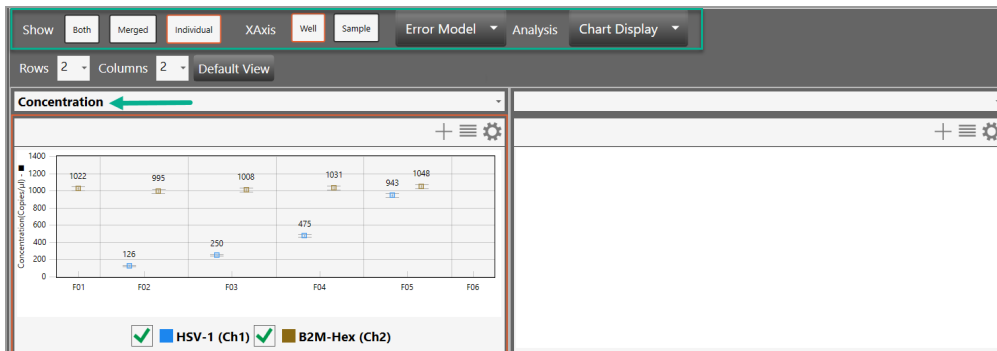 Show Both Merged Individual XAxis Well Sample Error Model Analysis Chart Display
Rows 2 Columns 2 Default View
Concentration
1400
1200
1000
800
600
400
200
0
Concentration(Copies/µl) -
1022 995 1008 1031 943 1048
475
250
126
F01 F02 F03 F04 F05 F06
HSV-1 (Ch1) B2M-Hex (Ch2)